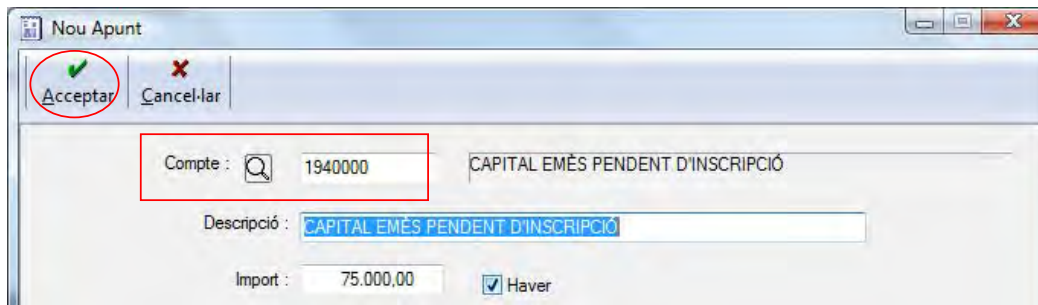 Nou Apunt
Acceptar Cancel·lar
Compte : 1940000 CAPITAL EMÈS PENDENT D'INSCRIPCIÓ
Descripció : CAPITAL EMÈS PENDENT D'INSCRIPCIÓ
Import : 75.000,00 Haver